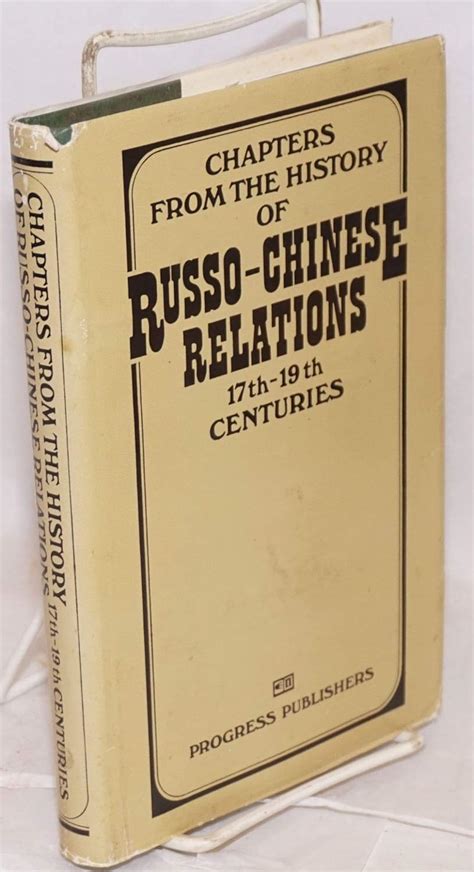 CHAPTERS
FROM THE HISTORY
OF
RUSSO-CHINESE
RELATIONS
17th-19th
CENTURIES
PROGRESS PUBLISHERS
CHAPTERS FROM THE HISTORY
OF RUSSO-CHINESE RELATIONS 17th-19th CENTURIES